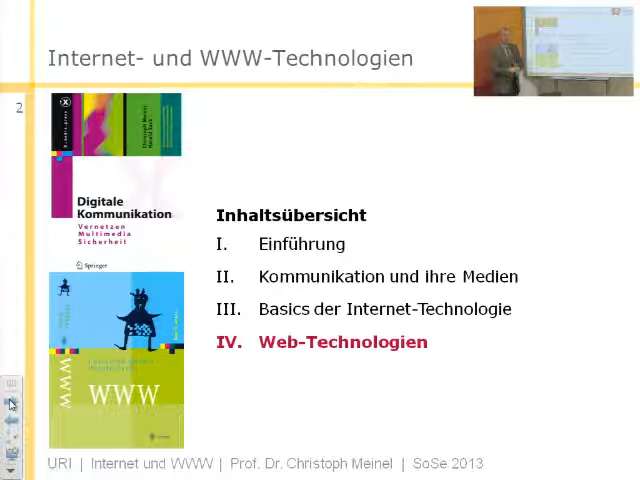 Internet- und WWW-Technologien
2
Digitale
Kommunikation
Vernetzen
Multimedia
Sicherheit
Springer
WWW
WWW
Inhaltsübersicht
I. Einführung
II. Kommunikation und ihre Medien
III. Basics der Internet-Technologie
IV. Web-Technologien
URI | Internet und WWW | Prof. Dr. Christoph Meinel | SoSe 2013